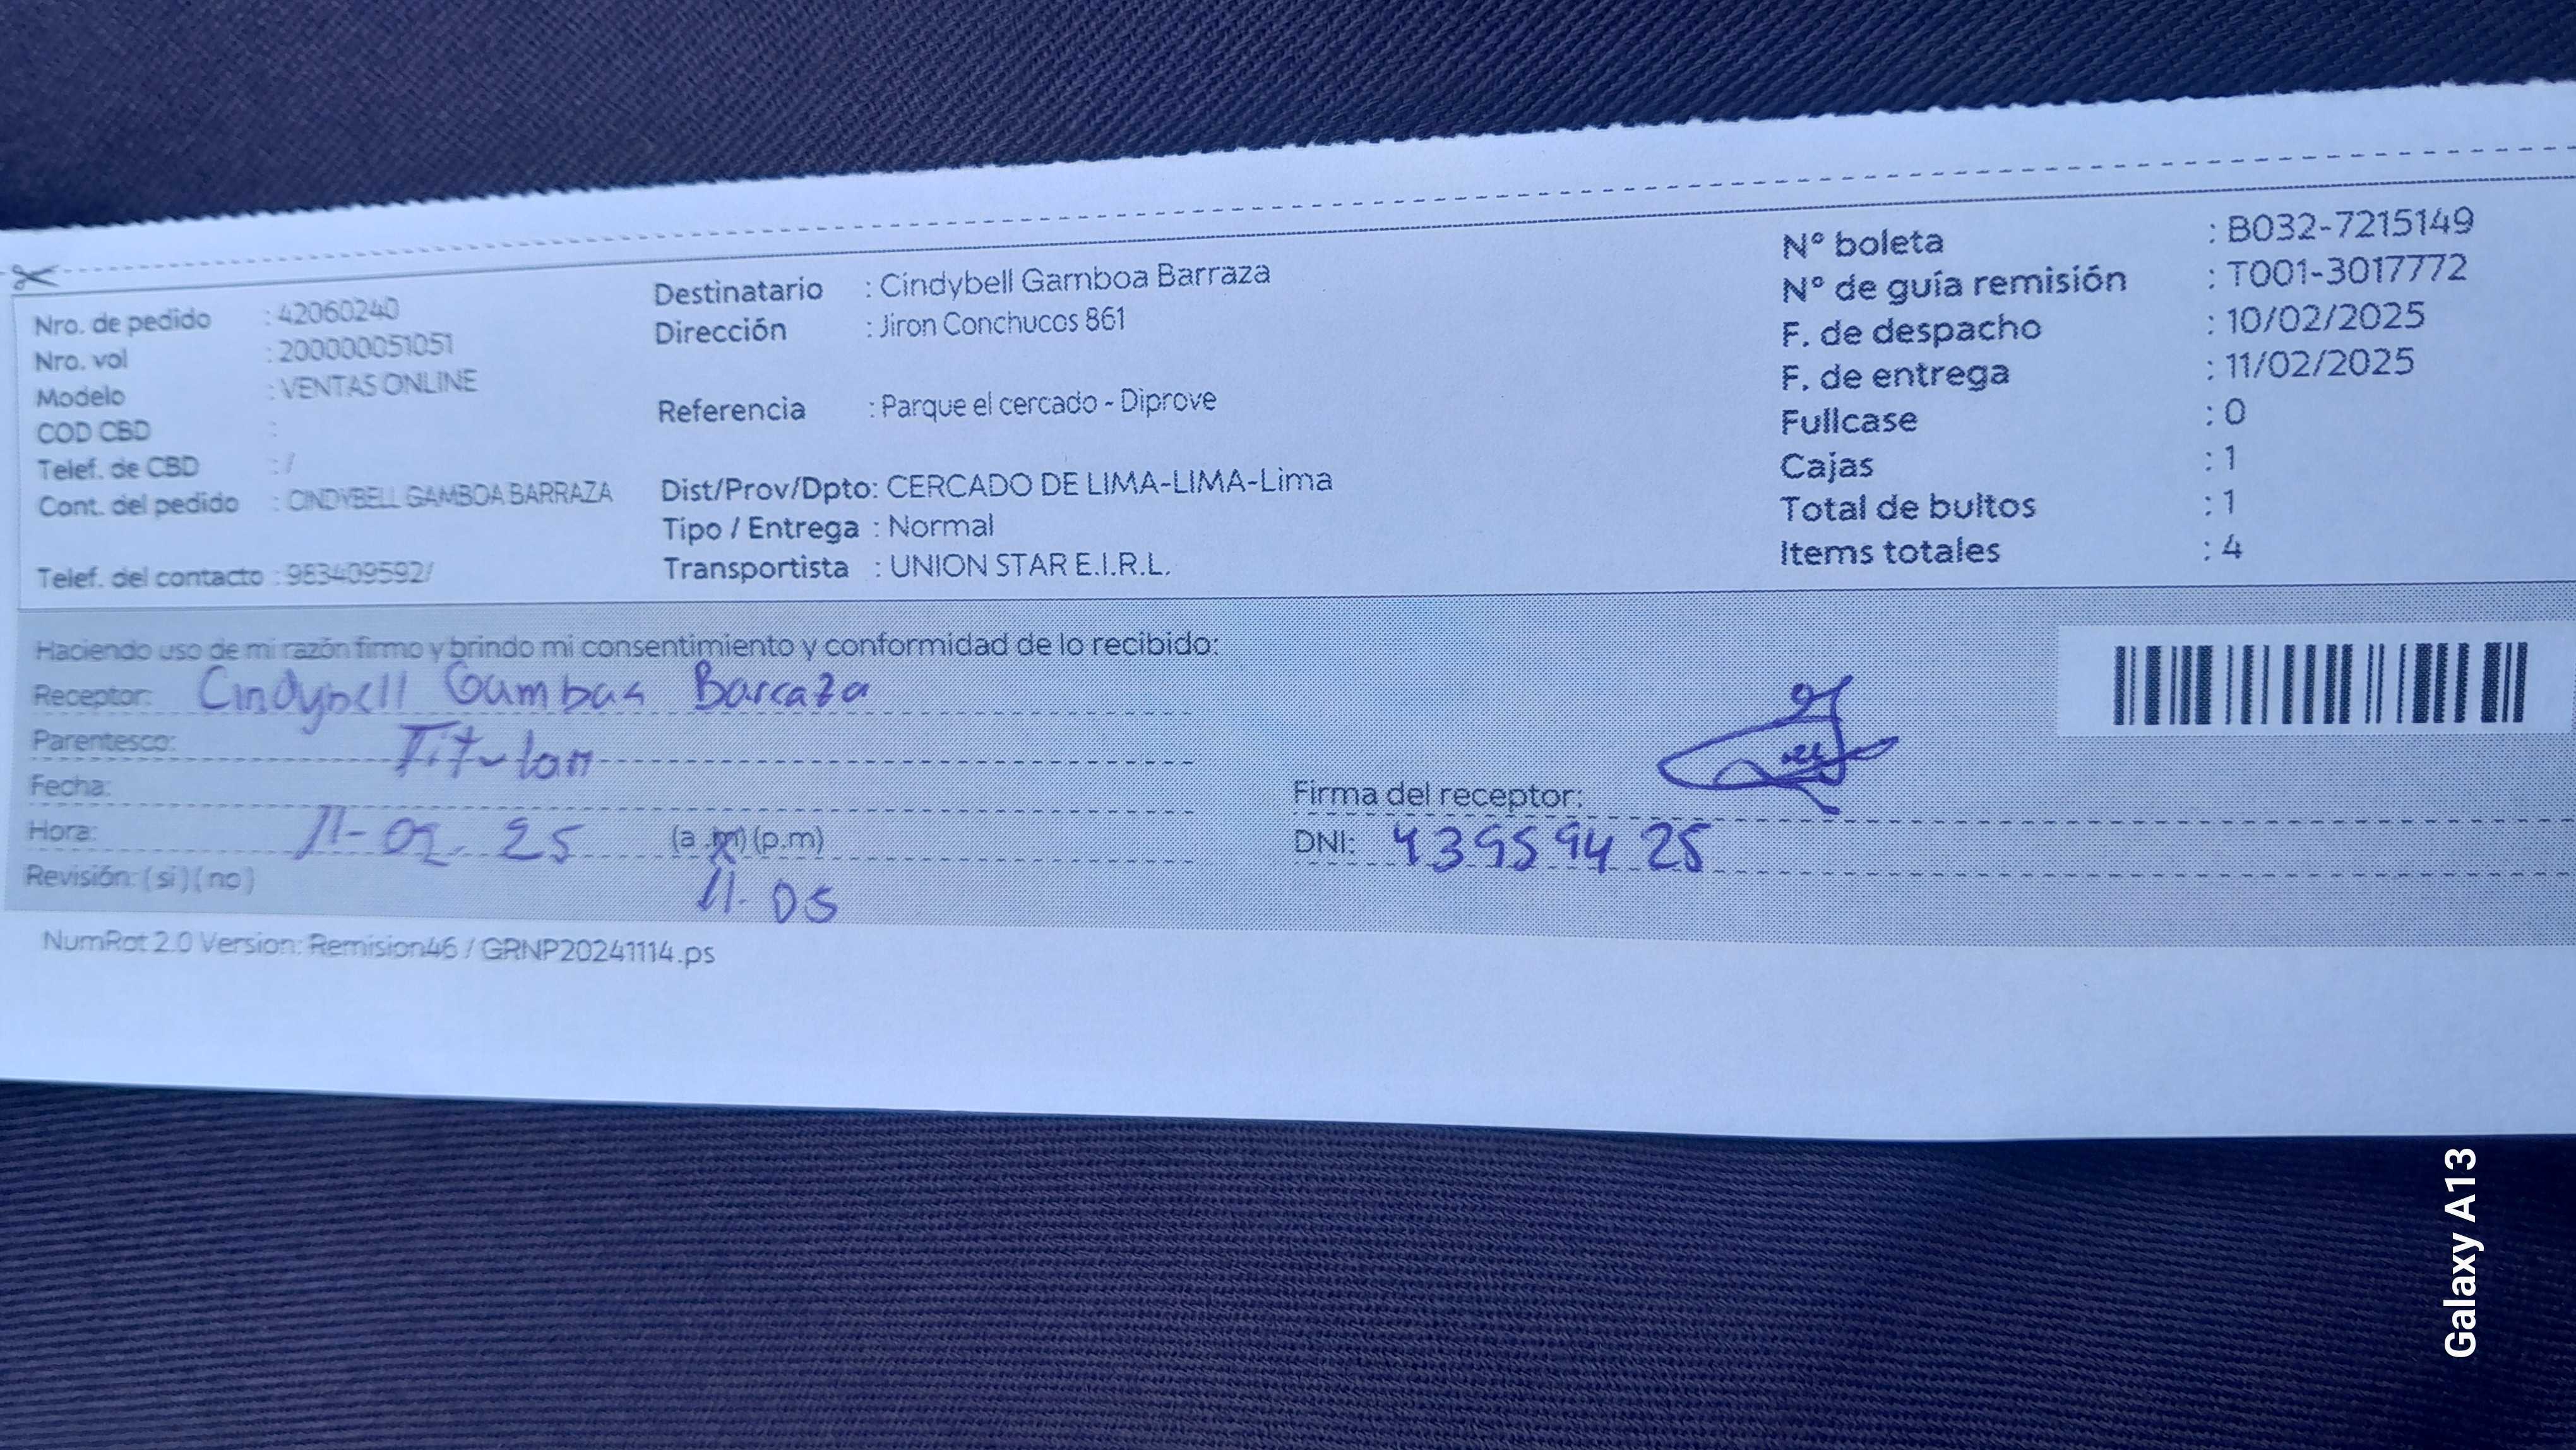 Nro. de pedido : 42060240
Nro. vol : 200000051051
Modelo : VENTAS ONLINE
COD CBD :
Telef. de CBD : /
Cont. del pedido : CINDYBELL GAMBOA BARRAZA
Telef. del contacto : 983409592/
Destinatario : Cindybell Gamboa Barraza
Dirección : Jiron Conchucos 861
Referencia : Parque el cercado - Diprove
Dist/Prov/Dpto: CERCADO DE LIMA-LIMA-Lima
Tipo / Entrega : Normal
Transportista : UNION STAR E.I.R.L.
N° boleta : B032-7215149
N° de guía remisión : T001-3017772
F. de despacho : 10/02/2025
F. de entrega : 11/02/2025
Fullcase : 0
Cajas : 1
Total de bultos : 1
Items totales : 4
Haciendo uso de mi razón firmo y brindo mi consentimiento y conformidad de lo recibido:
Receptor: Cindybell Gamboa Barraza
Parentesco: Titular
Fecha:
Hora: 11-02-25 (a.m)(p.m)
11-05
Revisión: (si)(no)
Firma del receptor:
DNI: 43959425
NumRot 2.0 Version: Remision46 / GRNP20241114.ps
Galaxy A13